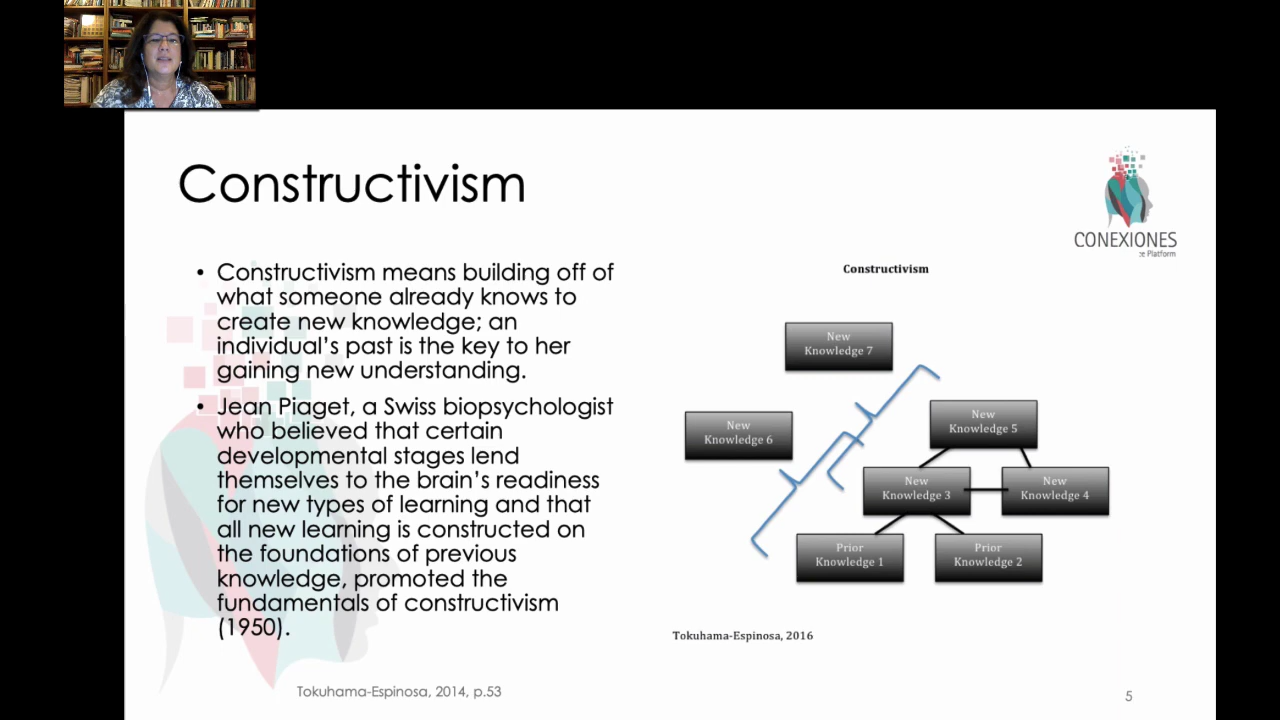 Constructivism
CONEXIONES
ce Platform
• Constructivism means building off of
what someone already knows to
create new knowledge; an
individual’s past is the key to her
gaining new understanding.
• Jean Piaget, a Swiss biopsychologist
who believed that certain
developmental stages lend
themselves to the brain’s readiness
for new types of learning and that
all new learning is constructed on
the foundations of previous
knowledge, promoted the
fundamentals of constructivism
(1950).
Constructivism
New
Knowledge 7
New
Knowledge 6
New
Knowledge 5
New
Knowledge 3
New
Knowledge 4
Prior
Knowledge 1
Prior
Knowledge 2
Tokuhama-Espinosa, 2016
Tokuhama-Espinosa, 2014, p.53
5